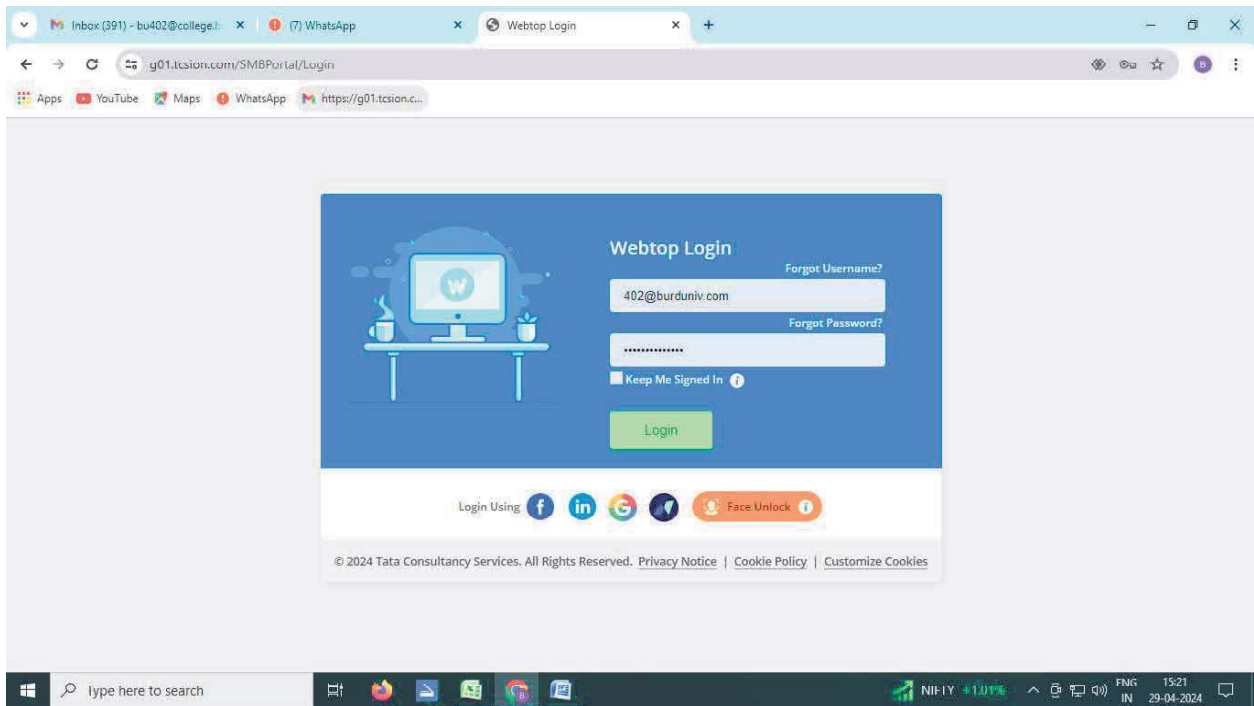 Inbox (391) - bu402@college.b
(7) WhatsApp
Webtop Login
g01.tcsion.com/SMBPortal/Login
B
Apps
YouTube
Maps
WhatsApp
https://g01.tcsion.c...
Webtop Login
Forgot Username?
402@burduniv.com
Forgot Password?
••••••••••••••
Keep Me Signed In
W
Login
Login Using
Face Unlock
© 2024 Tata Consultancy Services. All Rights Reserved. Privacy Notice | Cookie Policy | Customize Cookies
Type here to search
NIFTY +1.01%
ENG
IN
15:21
29-04-2024